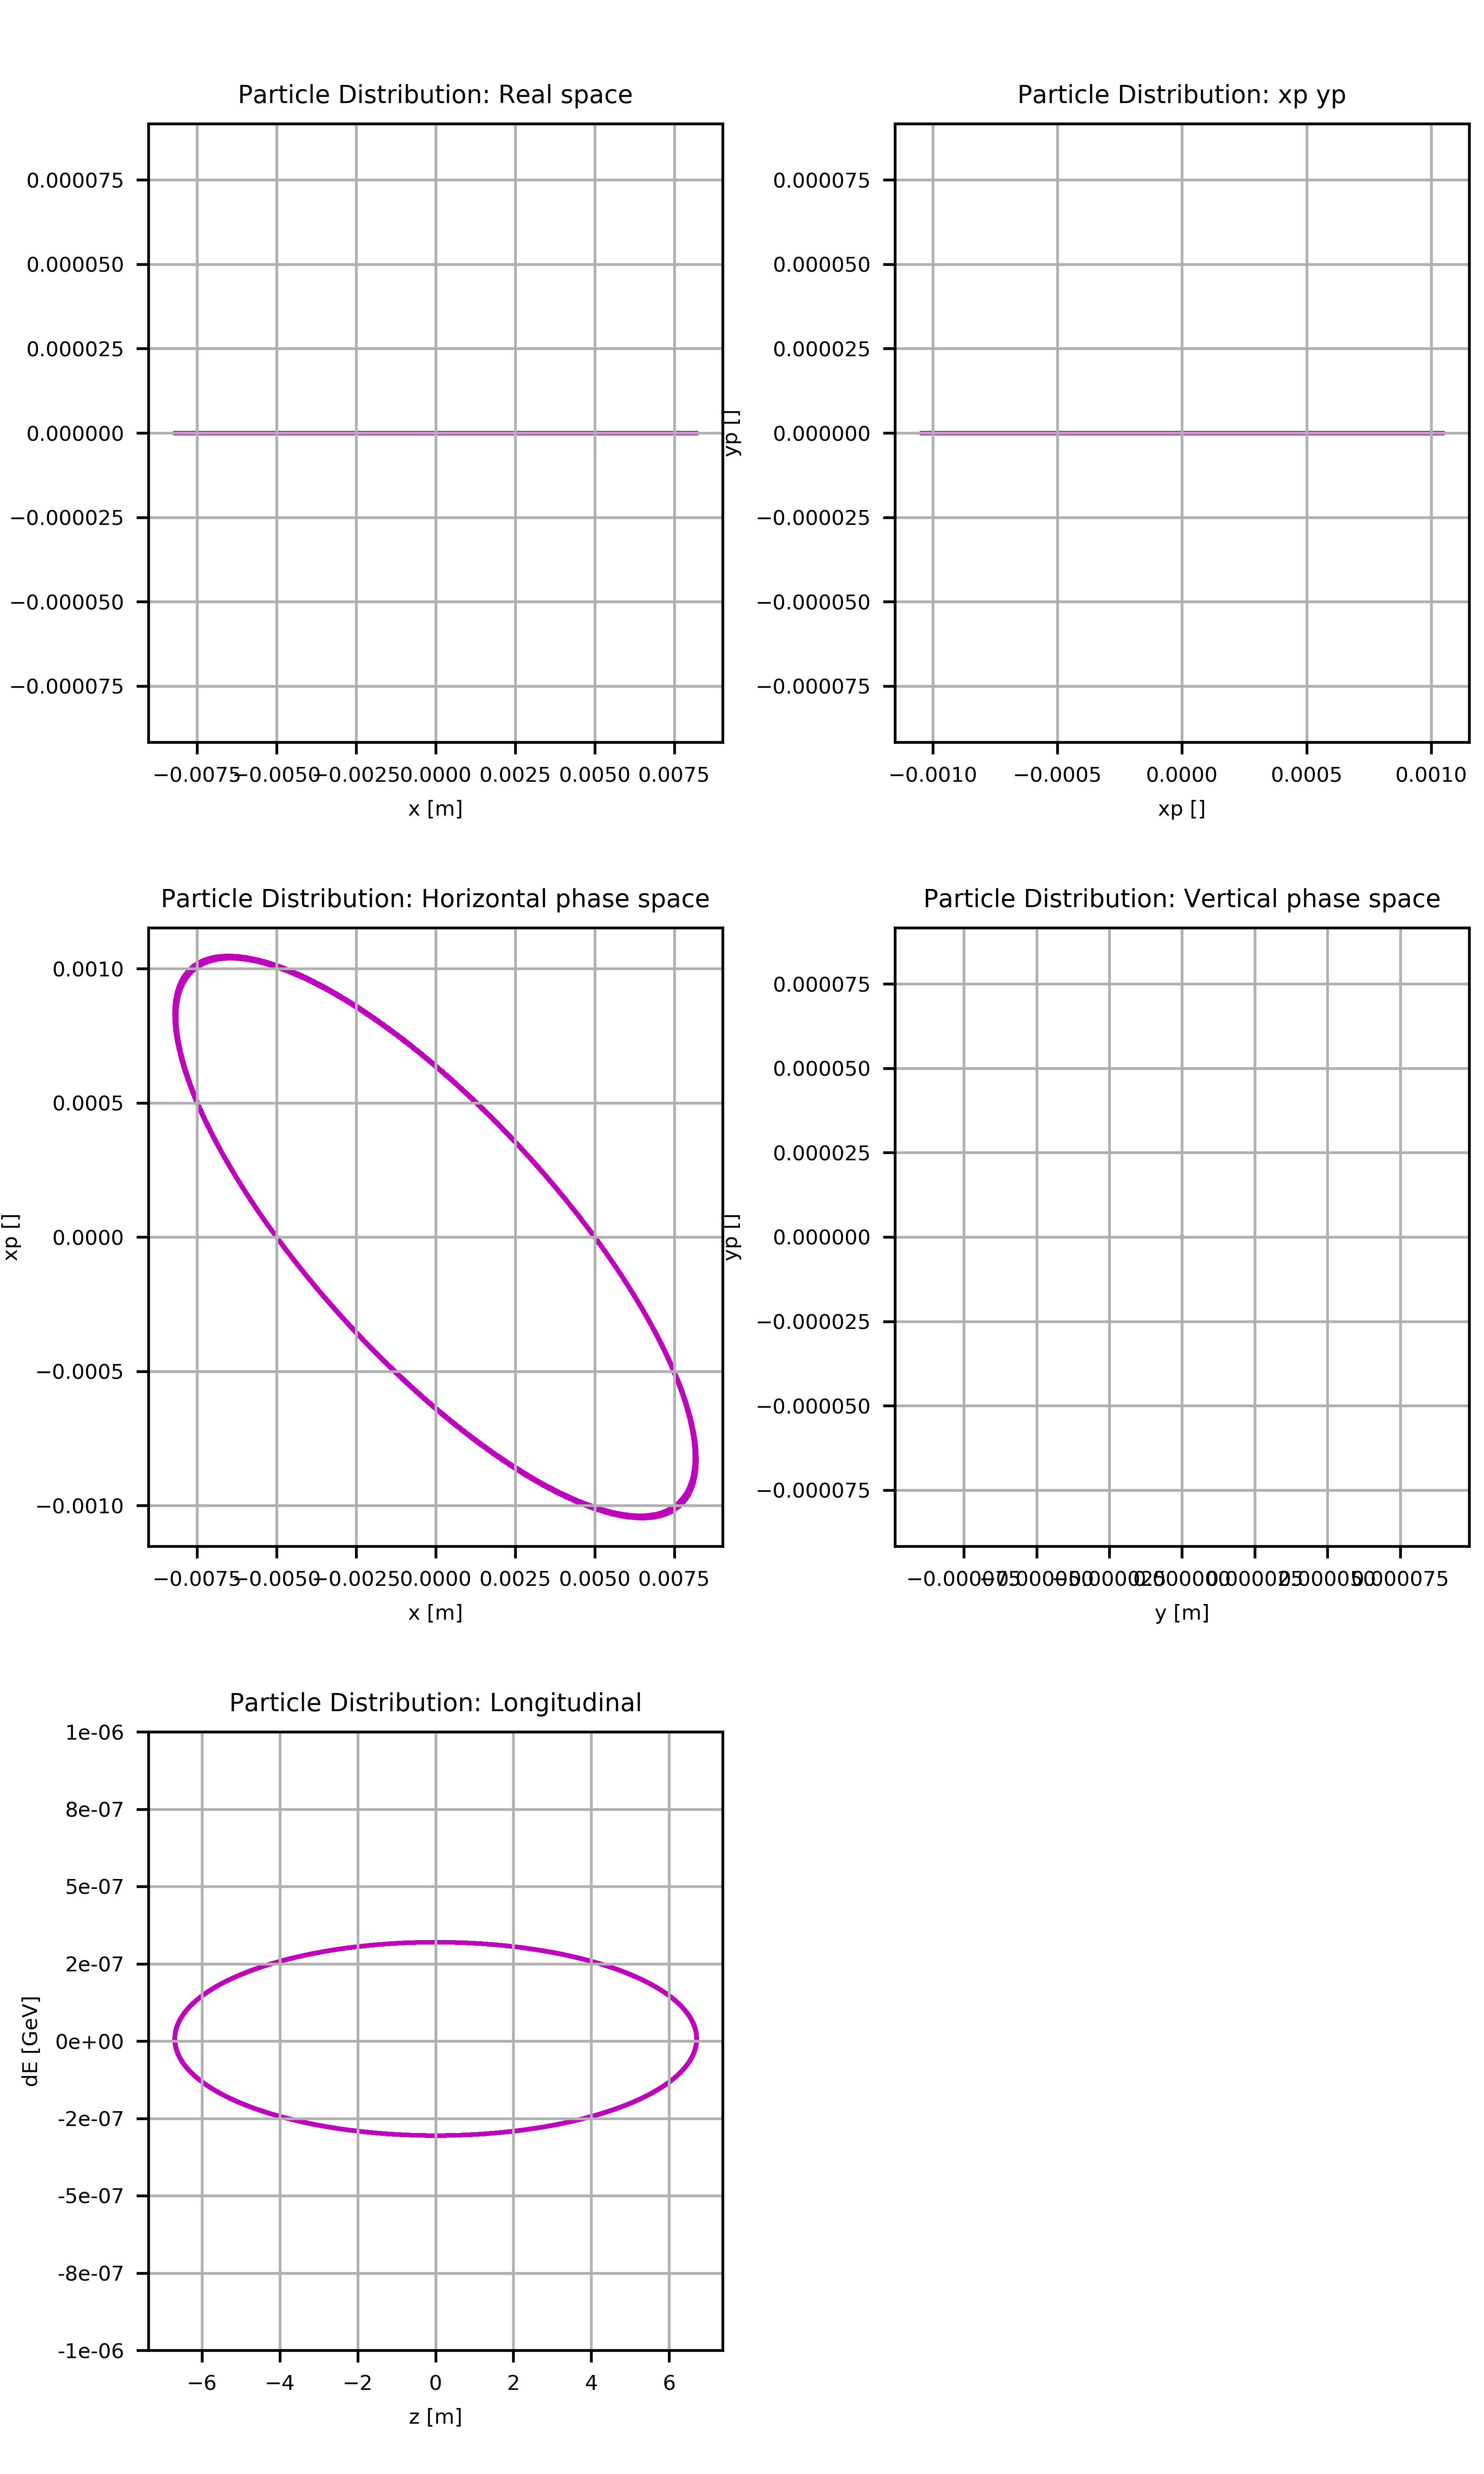 Particle Distribution: Real space
0.000075
0.000050
0.000025
0.000000
−0.000025
−0.000050
−0.000075
−0.0075 −0.0050 −0.0025 0.0000 0.0025 0.0050 0.0075
x [m]
Particle Distribution: xp yp
yp []
0.000075
0.000050
0.000025
0.000000
−0.000025
−0.000050
−0.000075
−0.0010 −0.0005 0.0000 0.0005 0.0010
xp []
Particle Distribution: Horizontal phase space
xp []
0.0010
0.0005
0.0000
−0.0005
−0.0010
−0.0075 −0.0050 −0.0025 0.0000 0.0025 0.0050 0.0075
x [m]
Particle Distribution: Vertical phase space
yp []
0.000075
0.000050
0.000025
0.000000
−0.000025
−0.000050
−0.000075
−0.000075 −0.000050 −0.000025 0.000000 0.000025 0.000050 0.000075
y [m]
Particle Distribution: Longitudinal
dE [GeV]
1e-06
8e-07
5e-07
2e-07
0e+00
-2e-07
-5e-07
-8e-07
-1e-06
−6 −4 −2 0 2 4 6
z [m]